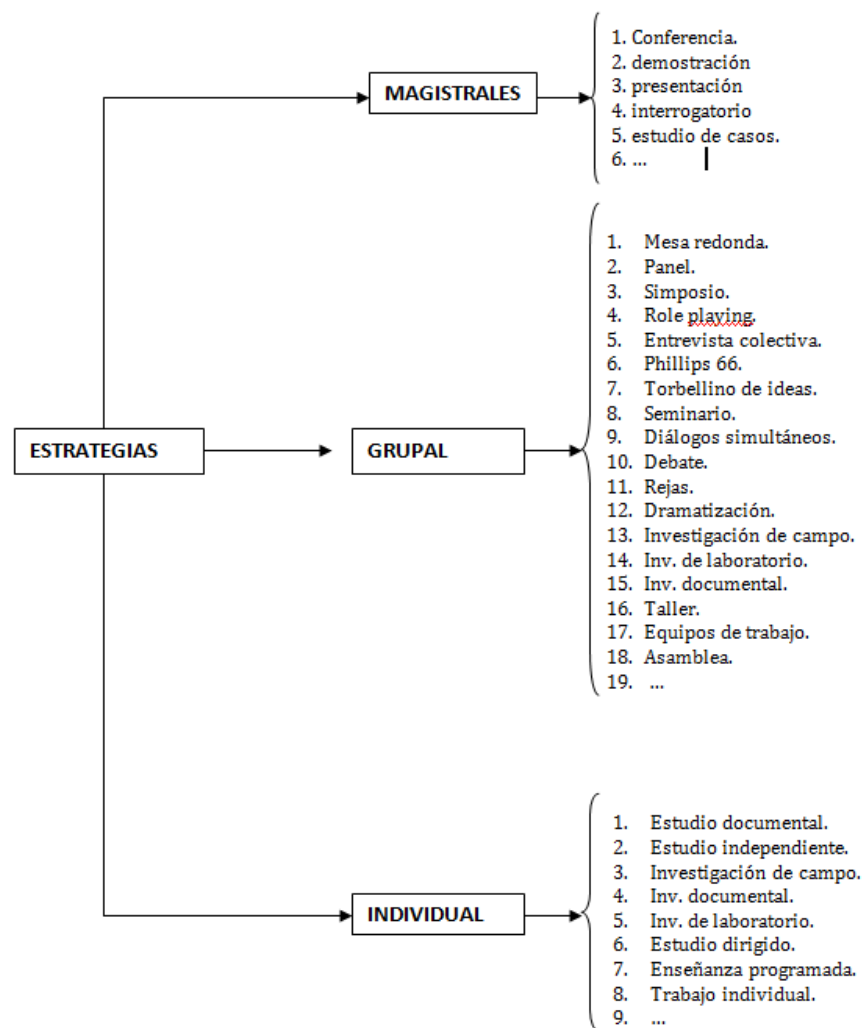 MAGISTRALES
1. Conferencia.
2. demostración
3. presentación
4. interrogatorio
5. estudio de casos.
6. ...
ESTRATEGIAS
GRUPAL
1. Mesa redonda.
2. Panel.
3. Simposio.
4. Role playing.
5. Entrevista colectiva.
6. Phillips 66.
7. Torbellino de ideas.
8. Seminario.
9. Diálogos simultáneos.
10. Debate.
11. Rejas.
12. Dramatización.
13. Investigación de campo.
14. Inv. de laboratorio.
15. Inv. documental.
16. Taller.
17. Equipos de trabajo.
18. Asamblea.
19. ...
INDIVIDUAL
1. Estudio documental.
2. Estudio independiente.
3. Investigación de campo.
4. Inv. documental.
5. Inv. de laboratorio.
6. Estudio dirigido.
7. Enseñanza programada.
8. Trabajo individual.
9. ...